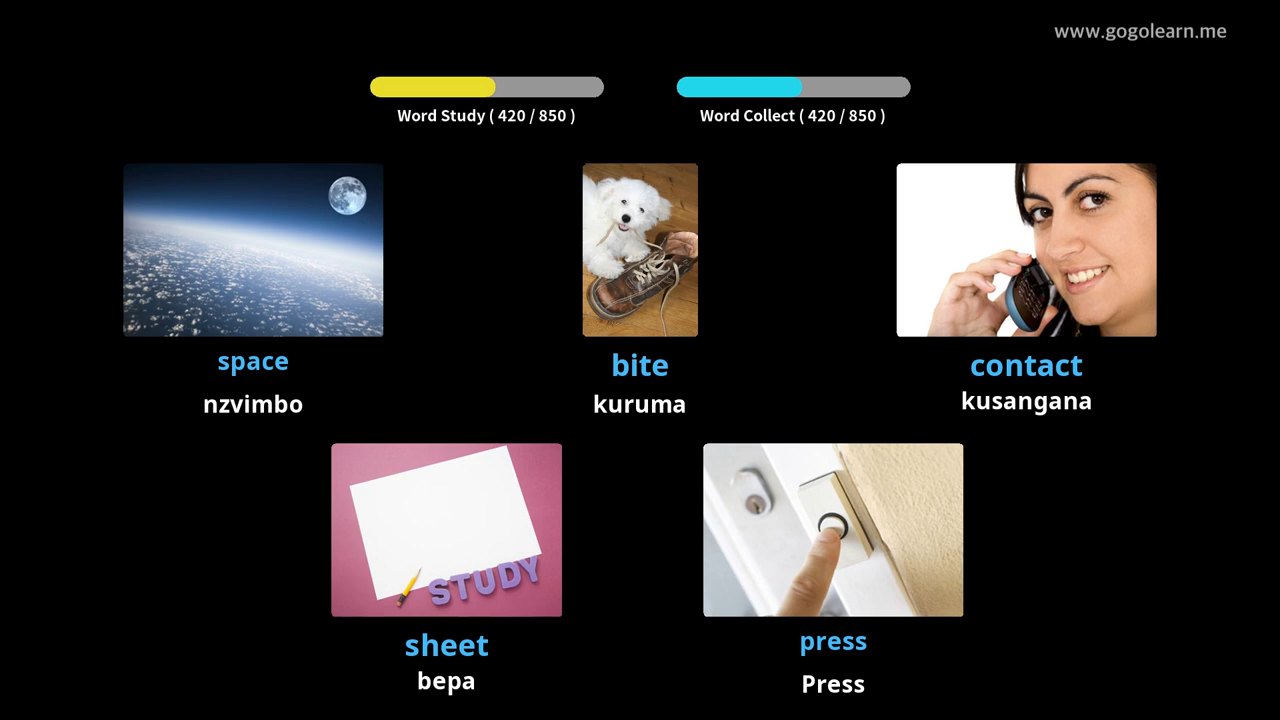 www.gogolearn.me
Word Study ( 420 / 850 )
Word Collect ( 420 / 850 )
space
nzvimbo
bite
kuruma
contact
kusangana
STUDY
sheet
bepa
press
Press